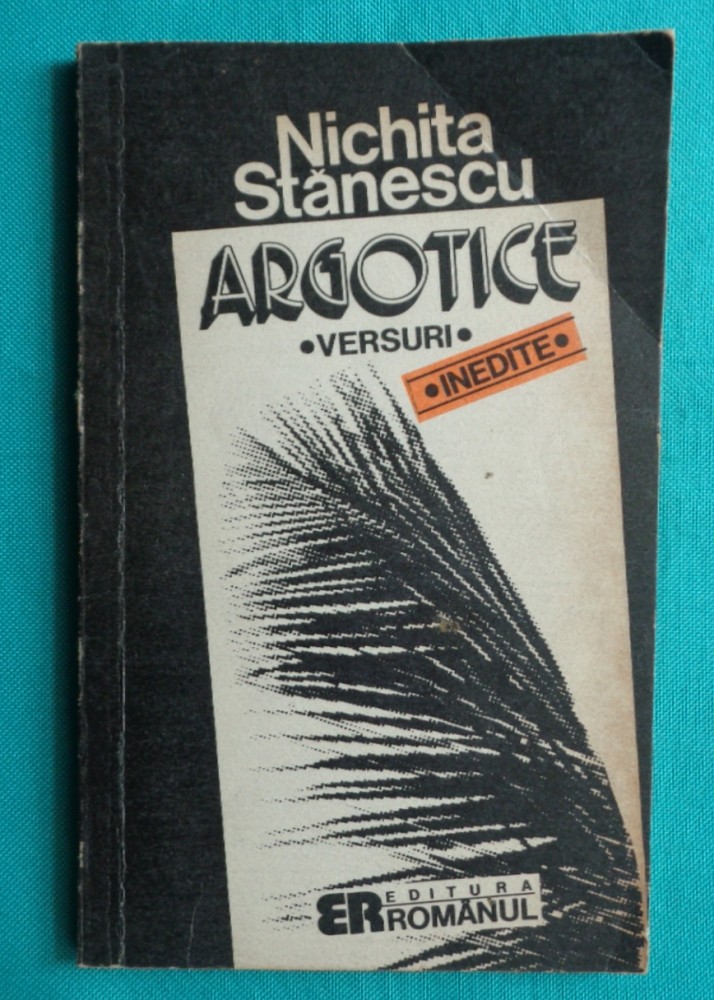 Nichita
Stănescu
ARGOTICE
•VERSURI•
•INEDITE•
ER EDITURA
ROMÂNUL